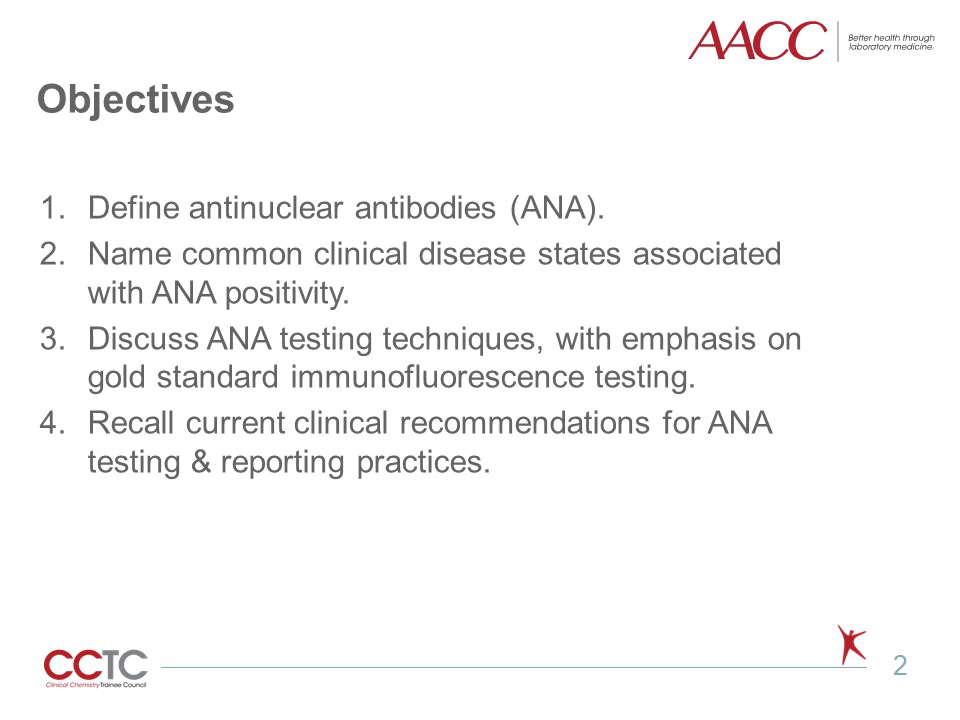 AACC
Better health through
laboratory medicine.
Objectives
1. Define antinuclear antibodies (ANA).
2. Name common clinical disease states associated
with ANA positivity.
3. Discuss ANA testing techniques, with emphasis on
gold standard immunofluorescence testing.
4. Recall current clinical recommendations for ANA
testing & reporting practices.
CCTC
Clinical Chemistry Trainee Council
2